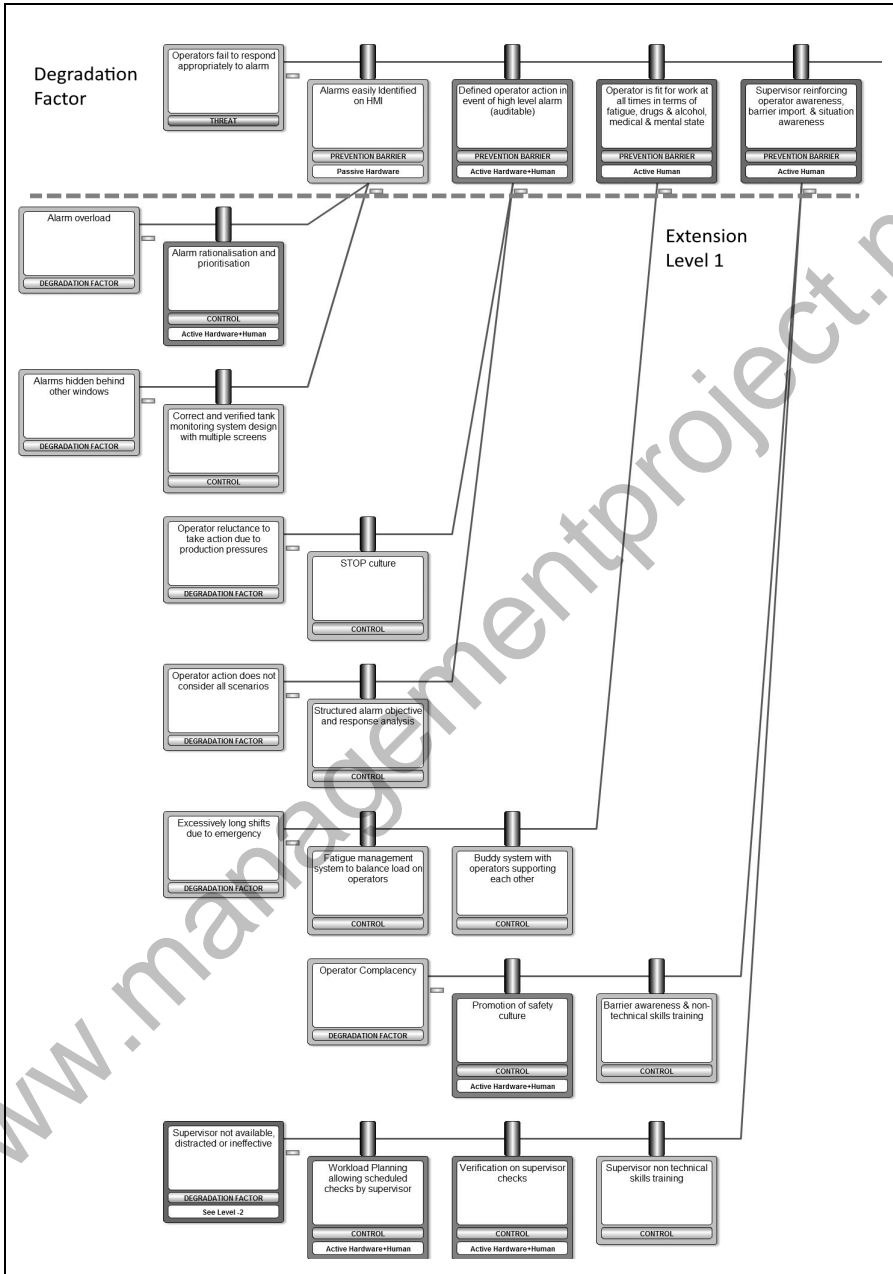 Degradation
Factor
Operators fail to respond
appropriately to alarm
THREAT
Alarms easily Identified
on HMI
PREVENTION BARRIER
Passive Hardware
Defined operator action in
event of high level alarm
(auditable)
PREVENTION BARRIER
Active Hardware+Human
Operator is fit for work at
all times in terms of
fatigue, drugs & alcohol,
medical & mental state
PREVENTION BARRIER
Active Human
Supervisor reinforcing
operator awareness,
barrier import. & situation
awareness
PREVENTION BARRIER
Active Human
Extension
Level 1
Alarm overload
DEGRADATION FACTOR
Alarm rationalisation and
prioritisation
CONTROL
Active Hardware+Human
Alarms hidden behind
other windows
DEGRADATION FACTOR
Correct and verified tank
monitoring system design
with multiple screens
CONTROL
Operator reluctance to
take action due to
production pressures
DEGRADATION FACTOR
STOP culture
CONTROL
Operator action does not
consider all scenarios
DEGRADATION FACTOR
Structured alarm objective
and response analysis
CONTROL
Excessively long shifts
due to emergency
DEGRADATION FACTOR
Fatigue management
system to balance load on
operators
CONTROL
Buddy system with
operators supporting
each other
CONTROL
Operator Complacency
DEGRADATION FACTOR
Promotion of safety
culture
CONTROL
Active Hardware+Human
Barrier awareness & non-
technical skills training
CONTROL
Supervisor not available,
distracted or ineffective
DEGRADATION FACTOR
See Level -2
Workload Planning
allowing scheduled
checks by supervisor
CONTROL
Active Hardware+Human
Verification on supervisor
checks
CONTROL
Active Hardware+Human
Supervisor non technical
skills training
CONTROL
www.managementproject.